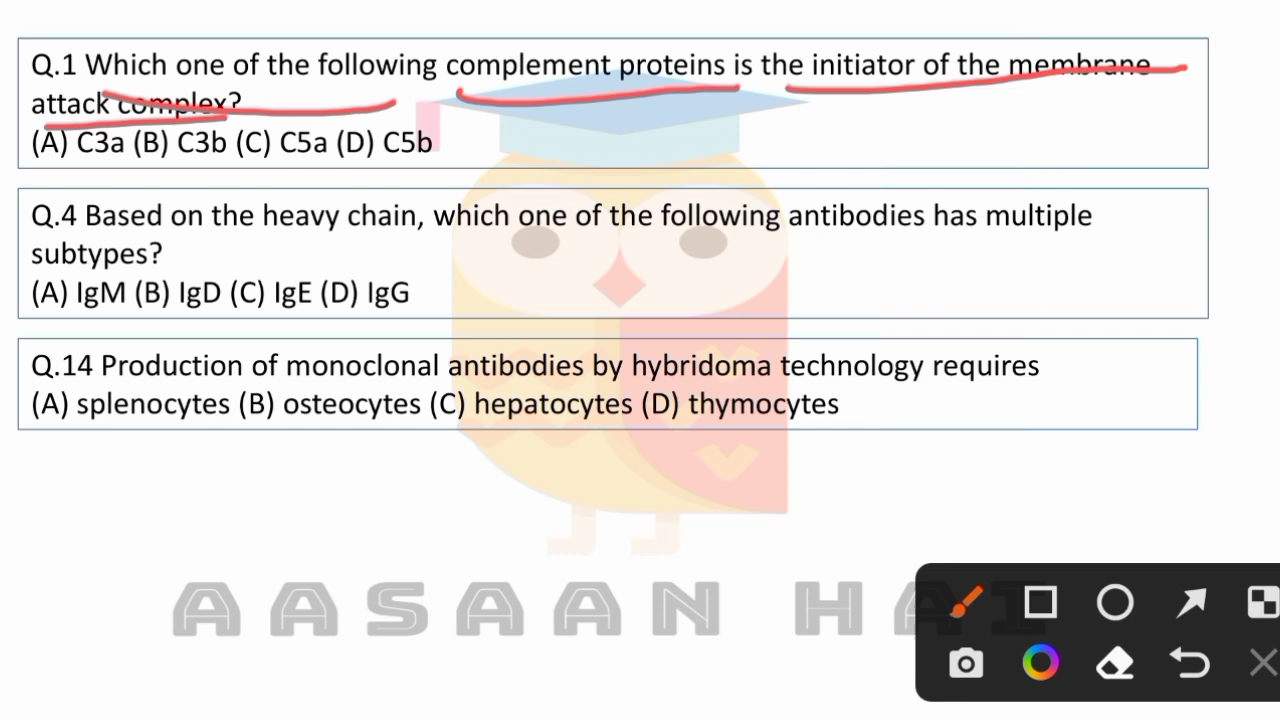 Q.1 Which one of the following complement proteins is the initiator of the membrane
attack complex?
(A) C3a (B) C3b (C) C5a (D) C5b
Q.4 Based on the heavy chain, which one of the following antibodies has multiple
subtypes?
(A) IgM (B) IgD (C) IgE (D) IgG
Q.14 Production of monoclonal antibodies by hybridoma technology requires
(A) splenocytes (B) osteocytes (C) hepatocytes (D) thymocytes
AASAAN HAI